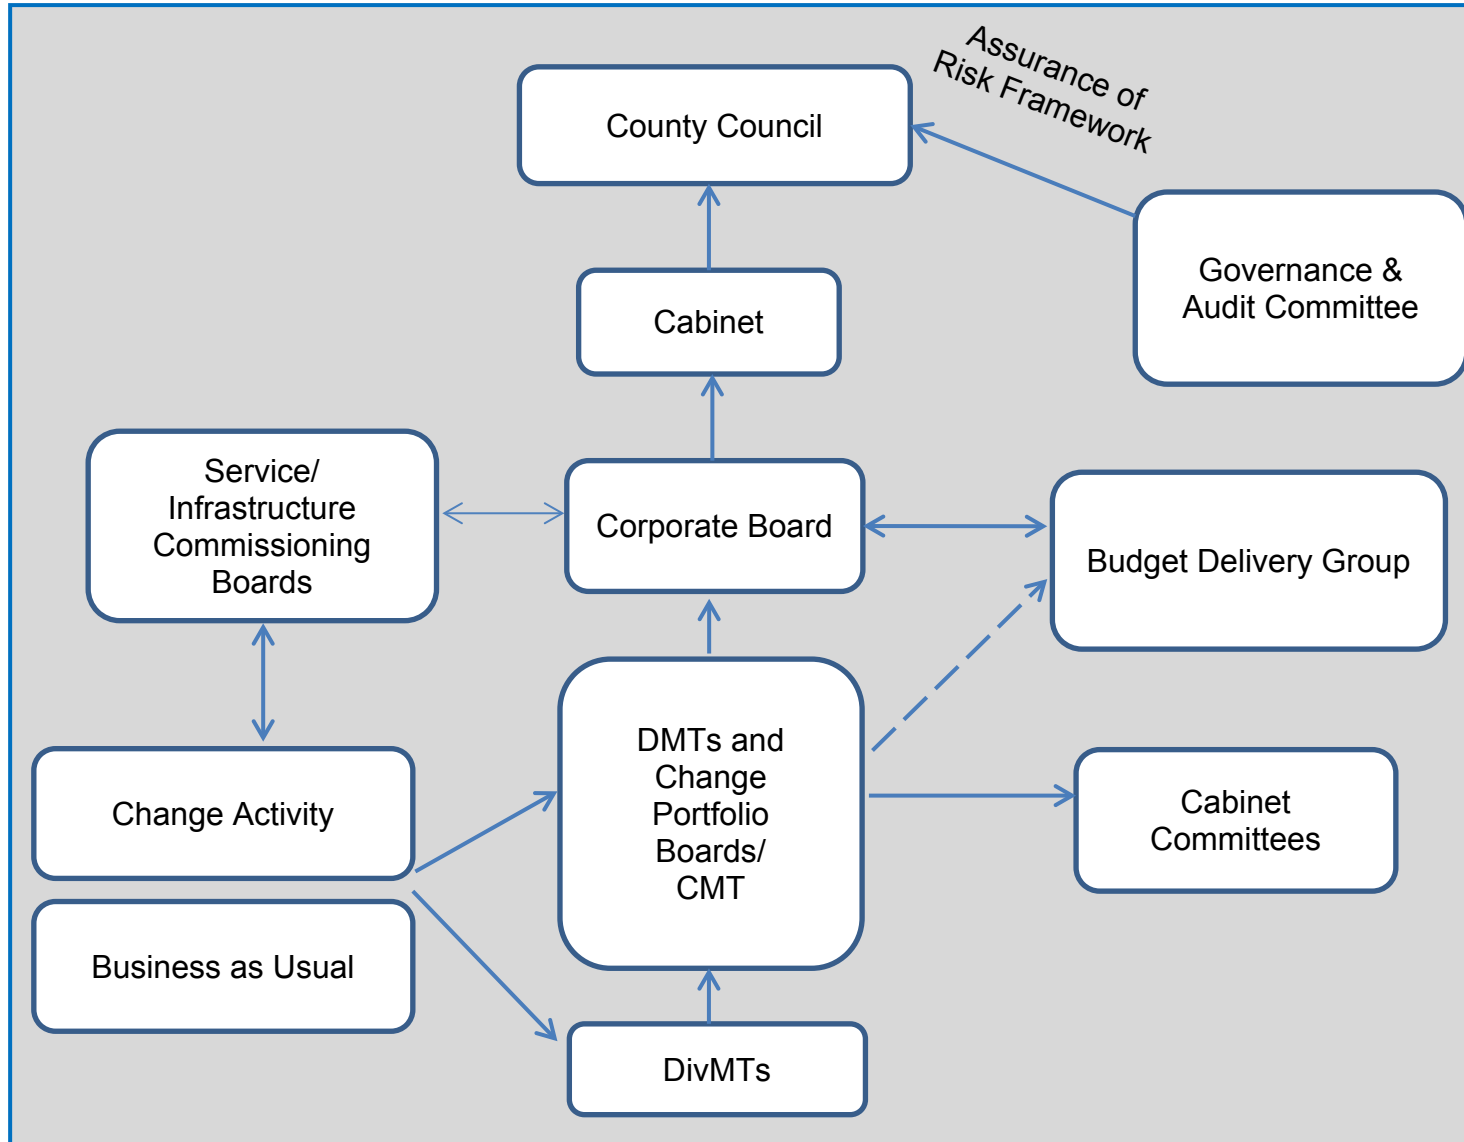 Assurance of
Risk Framework
County Council
Governance &
Audit Committee
Cabinet
Service/
Infrastructure
Commissioning
Boards
Corporate Board
Budget Delivery Group
DMTs and
Change
Portfolio
Boards/
CMT
Change Activity
Cabinet
Committees
Business as Usual
DivMTs